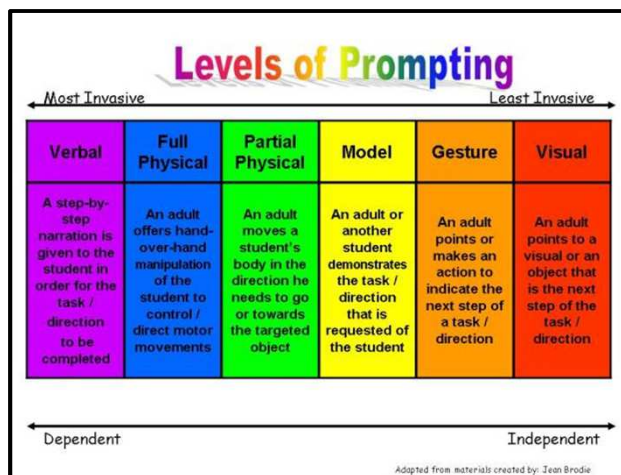 Levels of Prompting
Most Invasive
Least Invasive
Verbal
Full
Physical
Partial
Physical
Model
Gesture
Visual
A step-by-
step
narration is
given to the
student in
order for the
task /
direction
to be
completed
An adult
offers hand-
over-hand
manipulation
of the
student to
control /
direct motor
movements
An adult
moves a
student's
body in the
direction he
needs to go
or towards
the targeted
object
An adult or
another
student
demonstrates
the task /
direction
that is
requested of
the student
An adult
points or
makes an
action to
indicate the
next step of
a task /
direction
An adult
points to a
visual or an
object that
is the next
step of the
task /
direction
Dependent
Independent
Adapted from materials created by: Jean Brodie